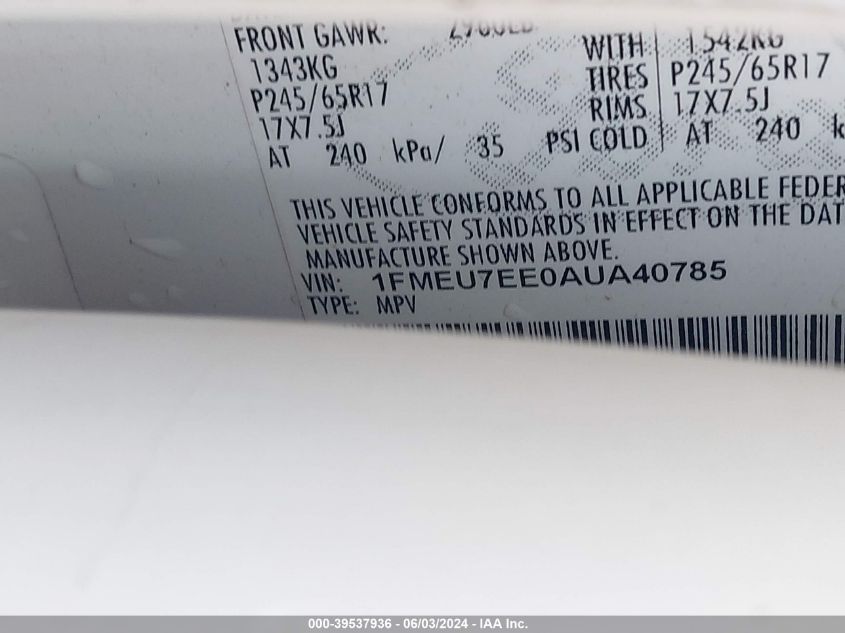 FRONT GAWR:
1343KG
P245/65R17
17X7.5J
AT 240 kPa/ 35 PSI COLD
WITH 1542KG
TIRES P245/65R17
RIMS 17X7.5J
AT 240
THIS VEHICLE CONFORMS TO ALL APPLICABLE FEDER
VEHICLE SAFETY STANDARDS IN EFFECT ON THE DAT
MANUFACTURE SHOWN ABOVE.
VIN: 1FMEU7EE0AUA40785
TYPE: MPV
000-39537936 - 06/03/2024 - IAA Inc.